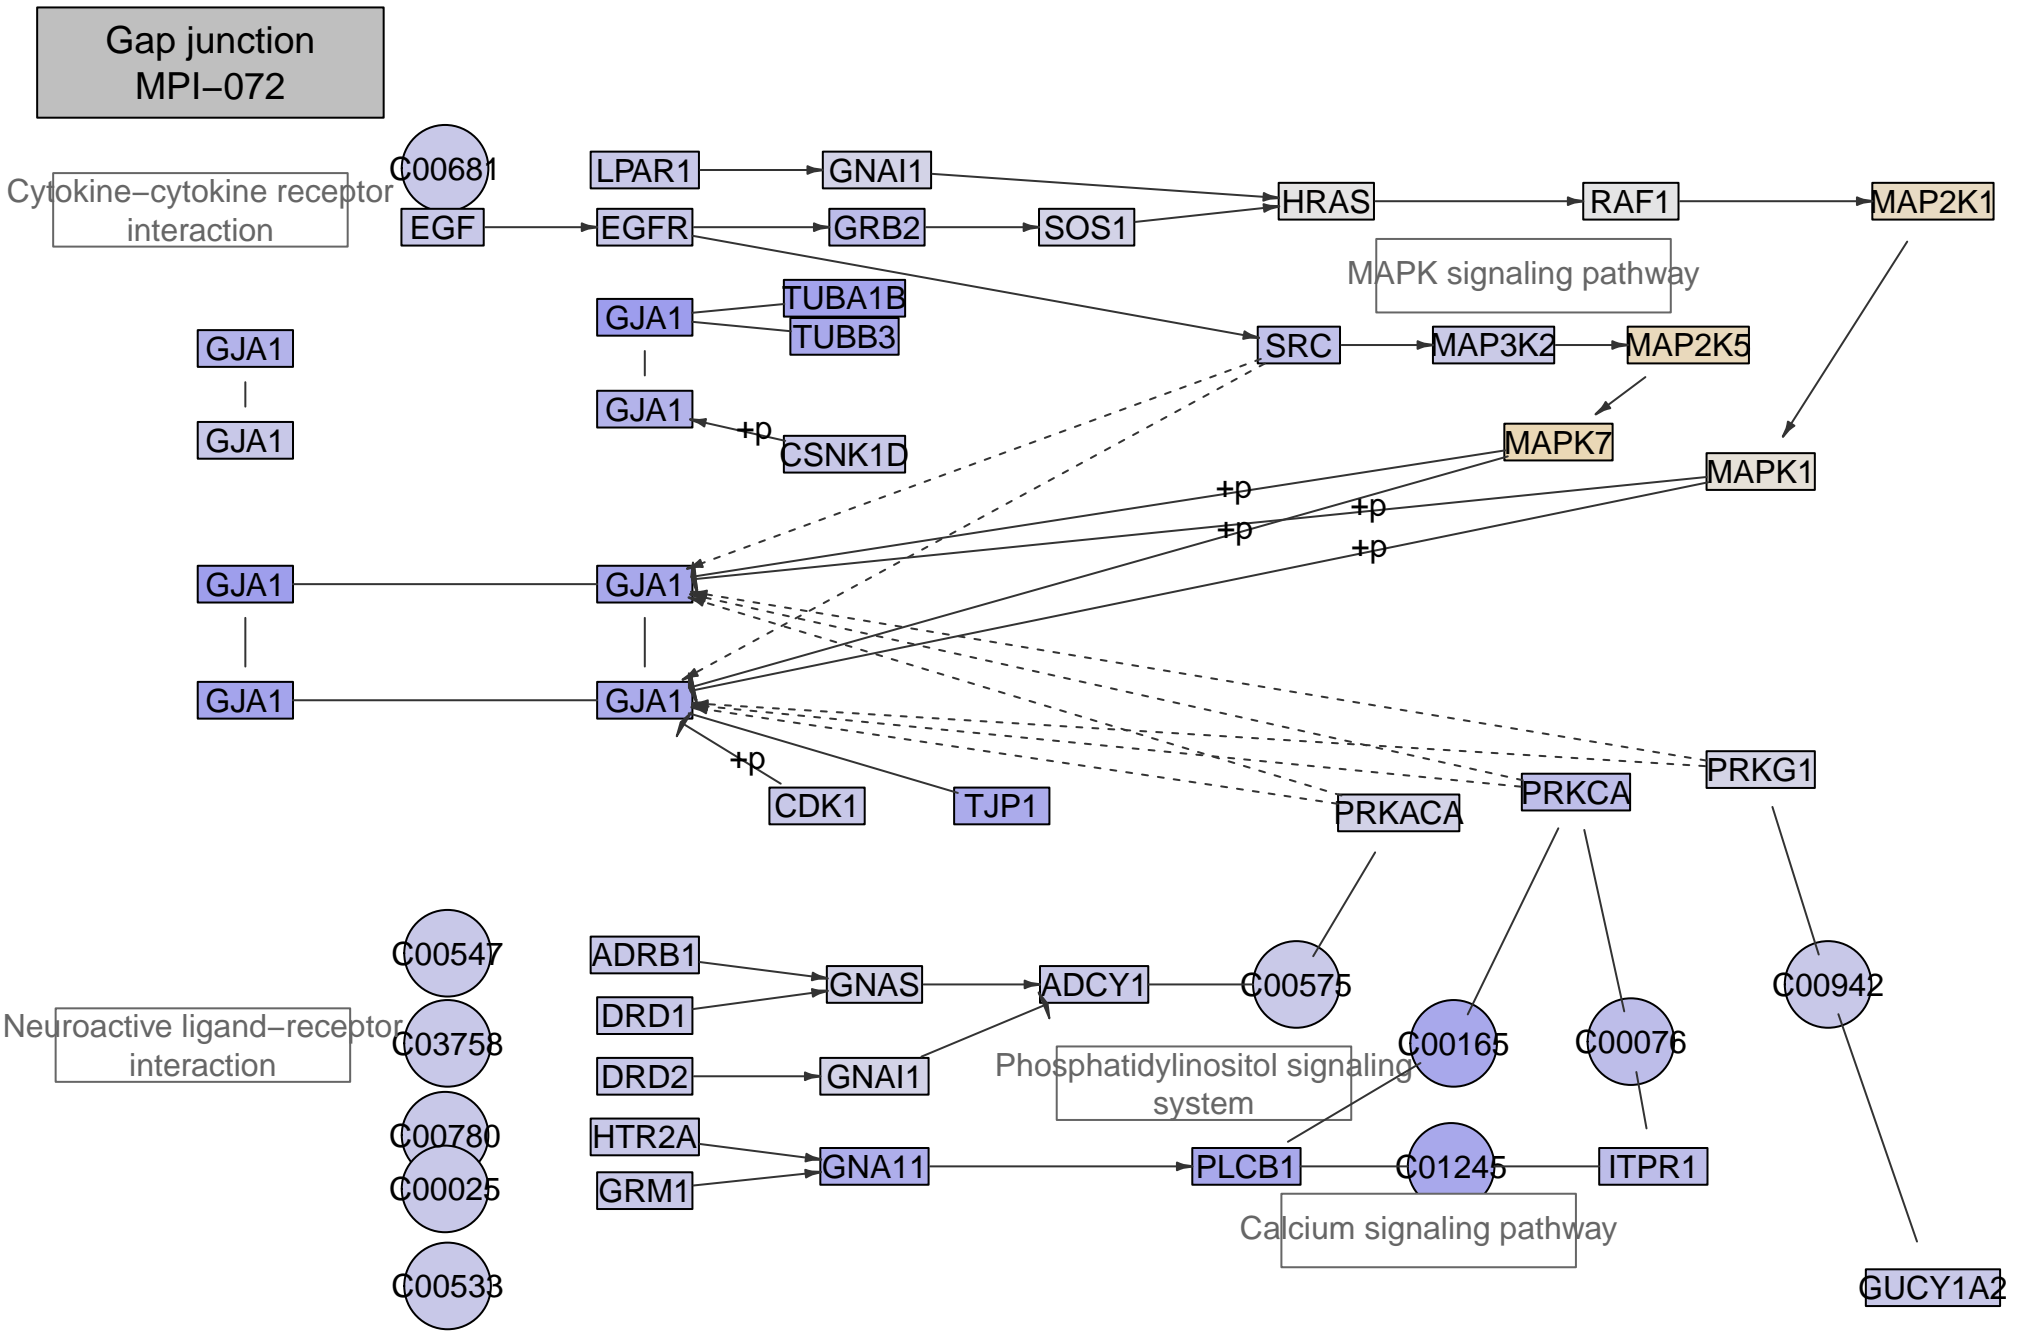 Gap junction
MPI−072
C00681
LPAR1
GNAI1
Cytokine−cytokine receptor
interaction
EGF
EGFR
GRB2
SOS1
HRAS
RAF1
MAP2K1
MAPK signaling pathway
TUBA1B
GJA1
TUBB3
GJA1
SRC
MAP3K2
MAP2K5
GJA1
+p
GJA1
CSNK1D
MAPK7
MAPK1
+p
+p
+p
+p
GJA1
GJA1
GJA1
GJA1
+p
CDK1
TJP1
PRKACA
PRKCA
PRKG1
C00547
ADRB1
GNAS
ADCY1
C00575
C00942
Neuroactive ligand−receptor
interaction
C03758
DRD1
C00165
C00076
DRD2
GNAI1
Phosphatidylinositol signaling
system
C00780
HTR2A
C00025
GRM1
GNA11
PLCB1
C01245
ITPR1
Calcium signaling pathway
C00533
GUCY1A2